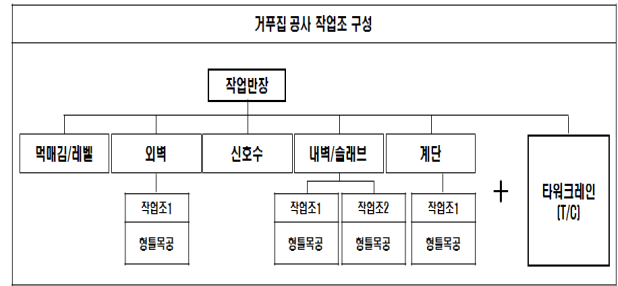 거푸집 공사 작업조 구성
작업반장
먹매김/레벨
외벽
신호수
내벽/슬래브
계단
작업조1
형틀목공
작업조1
형틀목공
작업조2
형틀목공
작업조1
형틀목공
+
타워크레인
(T/C)